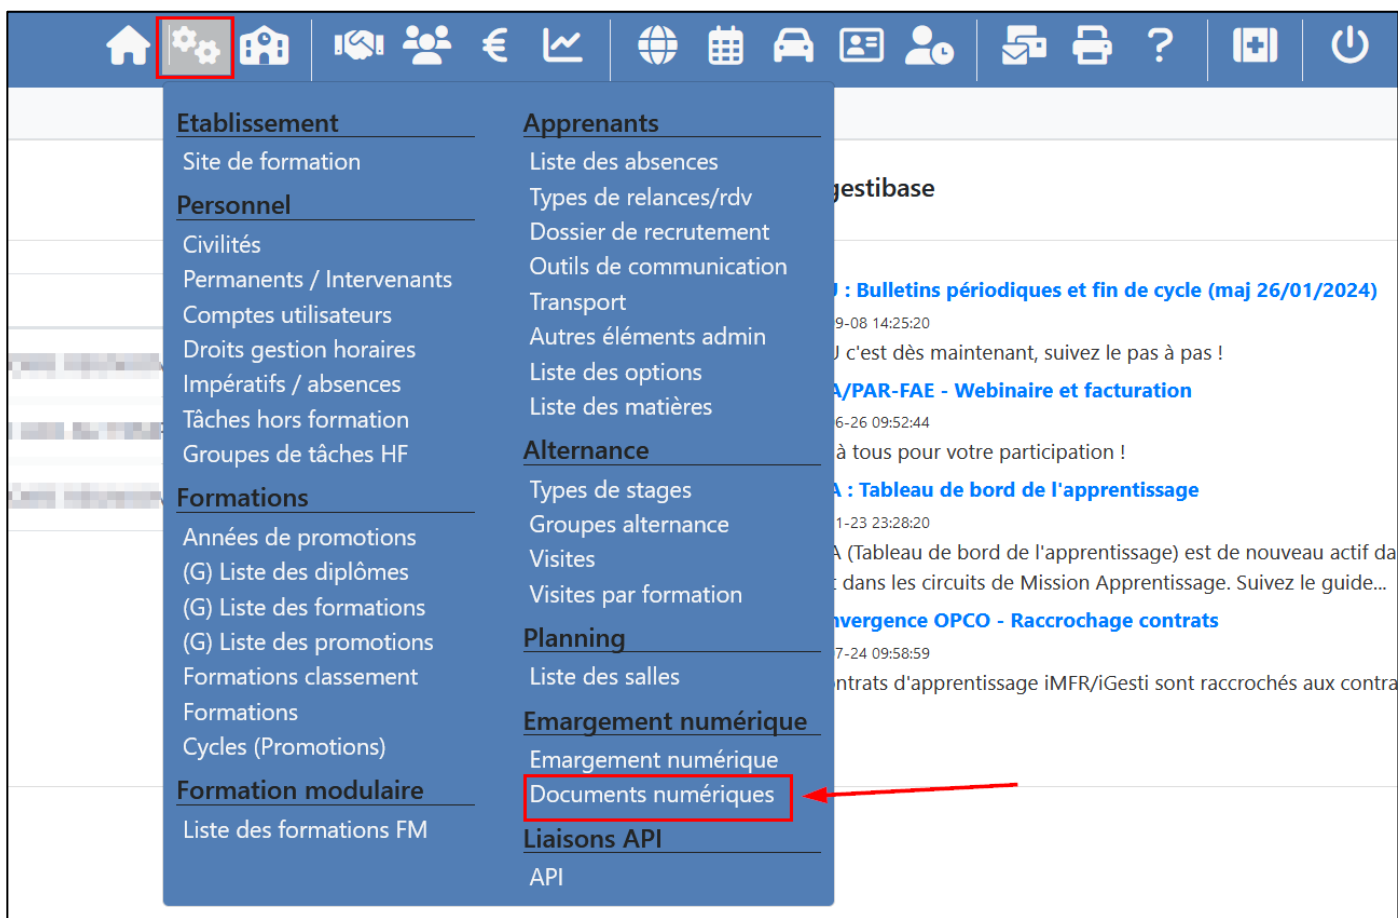 Etablissement
Site de formation
Personnel
Civilités
Permanents / Intervenants
Comptes utilisateurs
Droits gestion horaires
Impératifs / absences
Tâches hors formation
Groupes de tâches HF
Formations
Années de promotions
(G) Liste des diplômes
(G) Liste des formations
(G) Liste des promotions
Formations classement
Formations
Cycles (Promotions)
Formation modulaire
Liste des formations FM
Apprenants
Liste des absences
Types de relances/rdv
Dossier de recrutement
Outils de communication
Transport
Autres éléments admin
Liste des options
Liste des matières
Alternance
Types de stages
Groupes alternance
Visites
Visites par formation
Planning
Liste des salles
Emargement numérique
Emargement numérique
Documents numériques
Liaisons API
API
gestibase
: Bulletins périodiques et fin de cycle (maj 26/01/2024)
9-08 14:25:20
c'est dès maintenant, suivez le pas à pas !
A/PAR-FAE - Webinaire et facturation
6-26 09:52:44
à tous pour votre participation !
: Tableau de bord de l'apprentissage
1-23 23:28:20
(Tableau de bord de l'apprentissage) est de nouveau actif da
dans les circuits de Mission Apprentissage. Suivez le guide...
nvergence OPCO - Raccrochage contrats
7-24 09:58:59
ntrats d'apprentissage iMFR/iGesti sont raccrochés aux contra